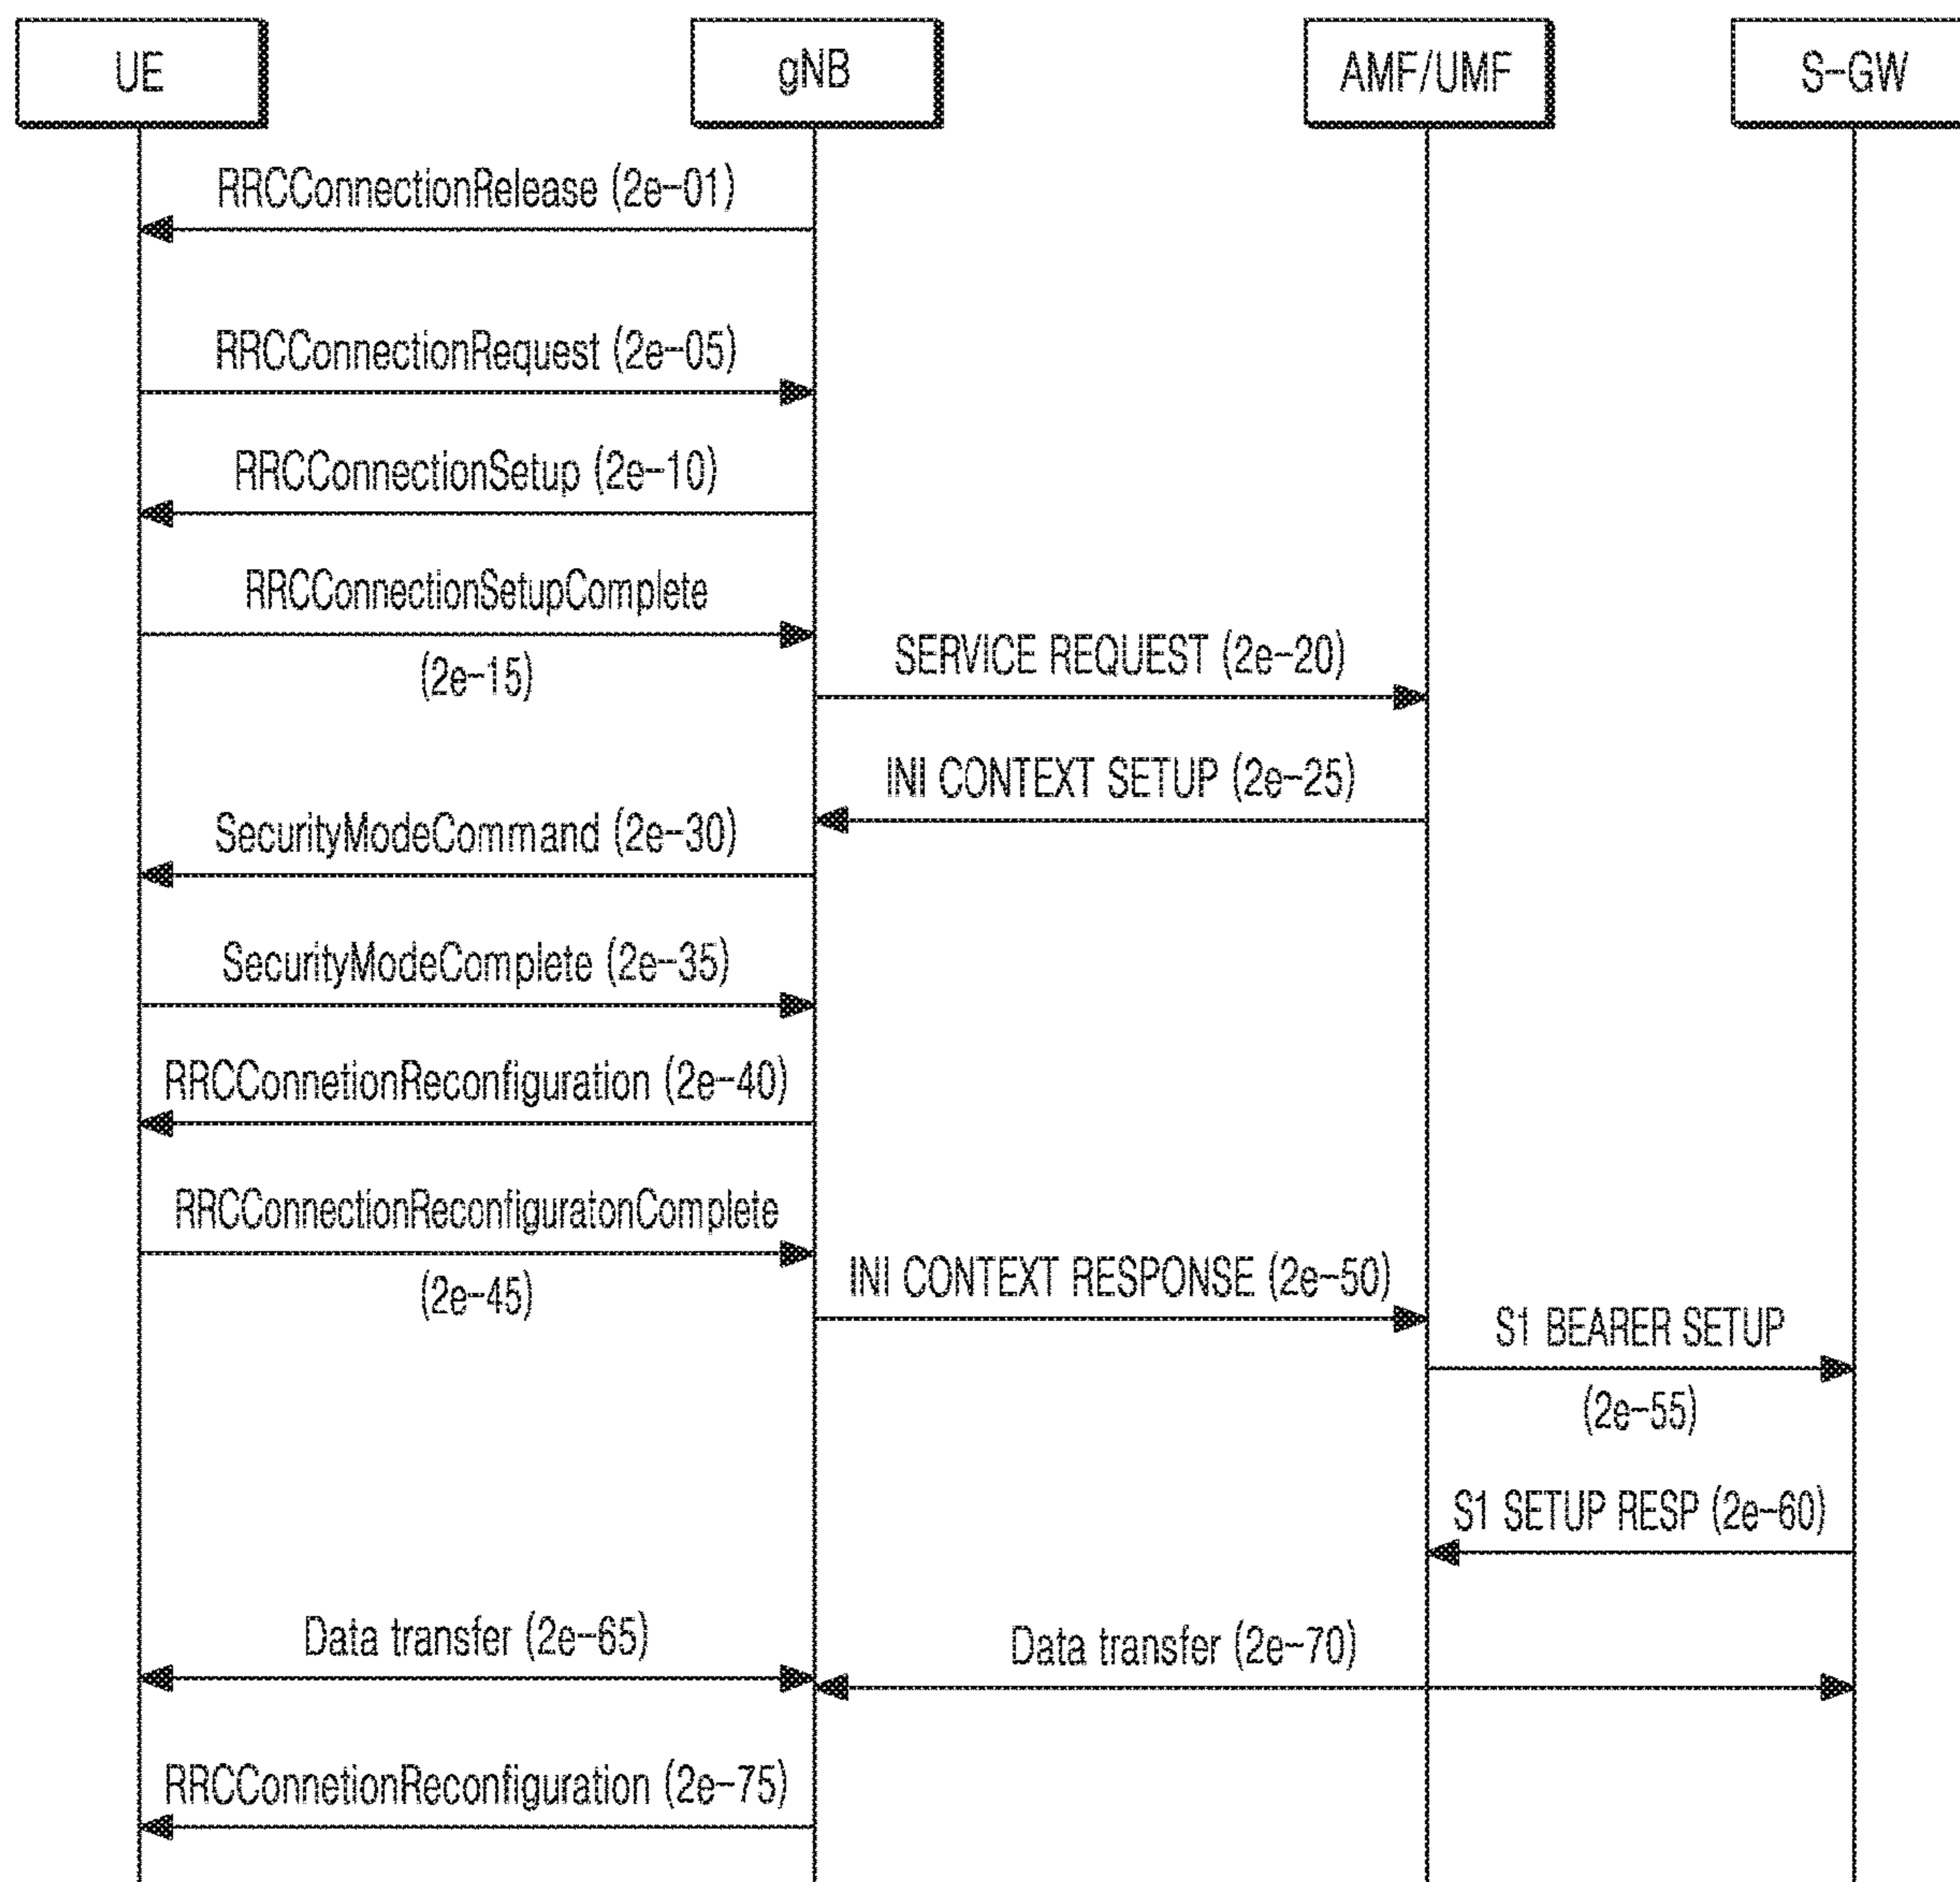 UE
gNB
AMF/UMF
S-GW
RRCConnectionRelease (2e-01)
RRCConnectionRequest (2e-05)
RRCConnectionSetup (2e-10)
RRCConnectionSetupComplete
(2e-15)
SERVICE REQUEST (2e-20)
INI CONTEXT SETUP (2e-25)
SecurityModeCommand (2e-30)
SecurityModeComplete (2e-35)
RRCConnetionReconfiguration (2e-40)
RRCConnectionReconfiguratonComplete
(2e-45)
INI CONTEXT RESPONSE (2e-50)
S1 BEARER SETUP
(2e-55)
S1 SETUP RESP (2e-60)
Data transfer (2e-65)
Data transfer (2e-70)
RRCConnetionReconfiguration (2e-75)